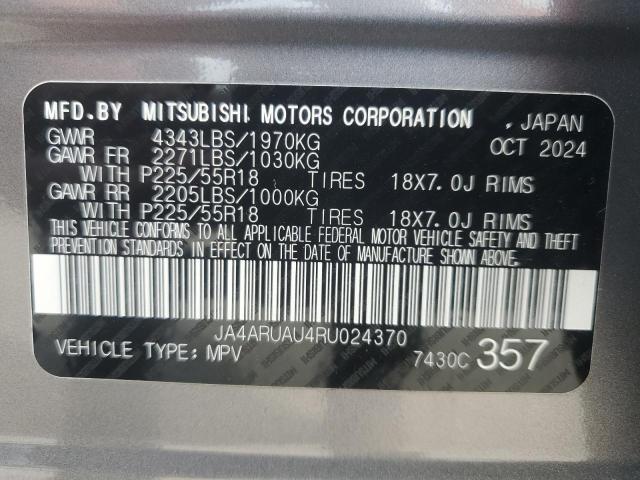 MFD.BY MITSUBISHI MOTORS CORPORATION , JAPAN
GVWR 4343LBS/1970KG OCT 2024
GAWR FR 2271LBS/1030KG
WITH P225/55R18 TIRES 18X7.0J RIMS
GAWR RR 2205LBS/1000KG
WITH P225/55R18 TIRES 18X7.0J RIMS
THIS VEHICLE CONFORMS TO ALL APPLICABLE FEDERAL MOTOR VEHICLE SAFETY AND THEFT
PREVENTION STANDARDS IN EFFECT ON THE DATE OF MANUFACTURE SHOWN ABOVE.
JA4ARUAU4RU024370
VEHICLE TYPE: MPV 7430C 357